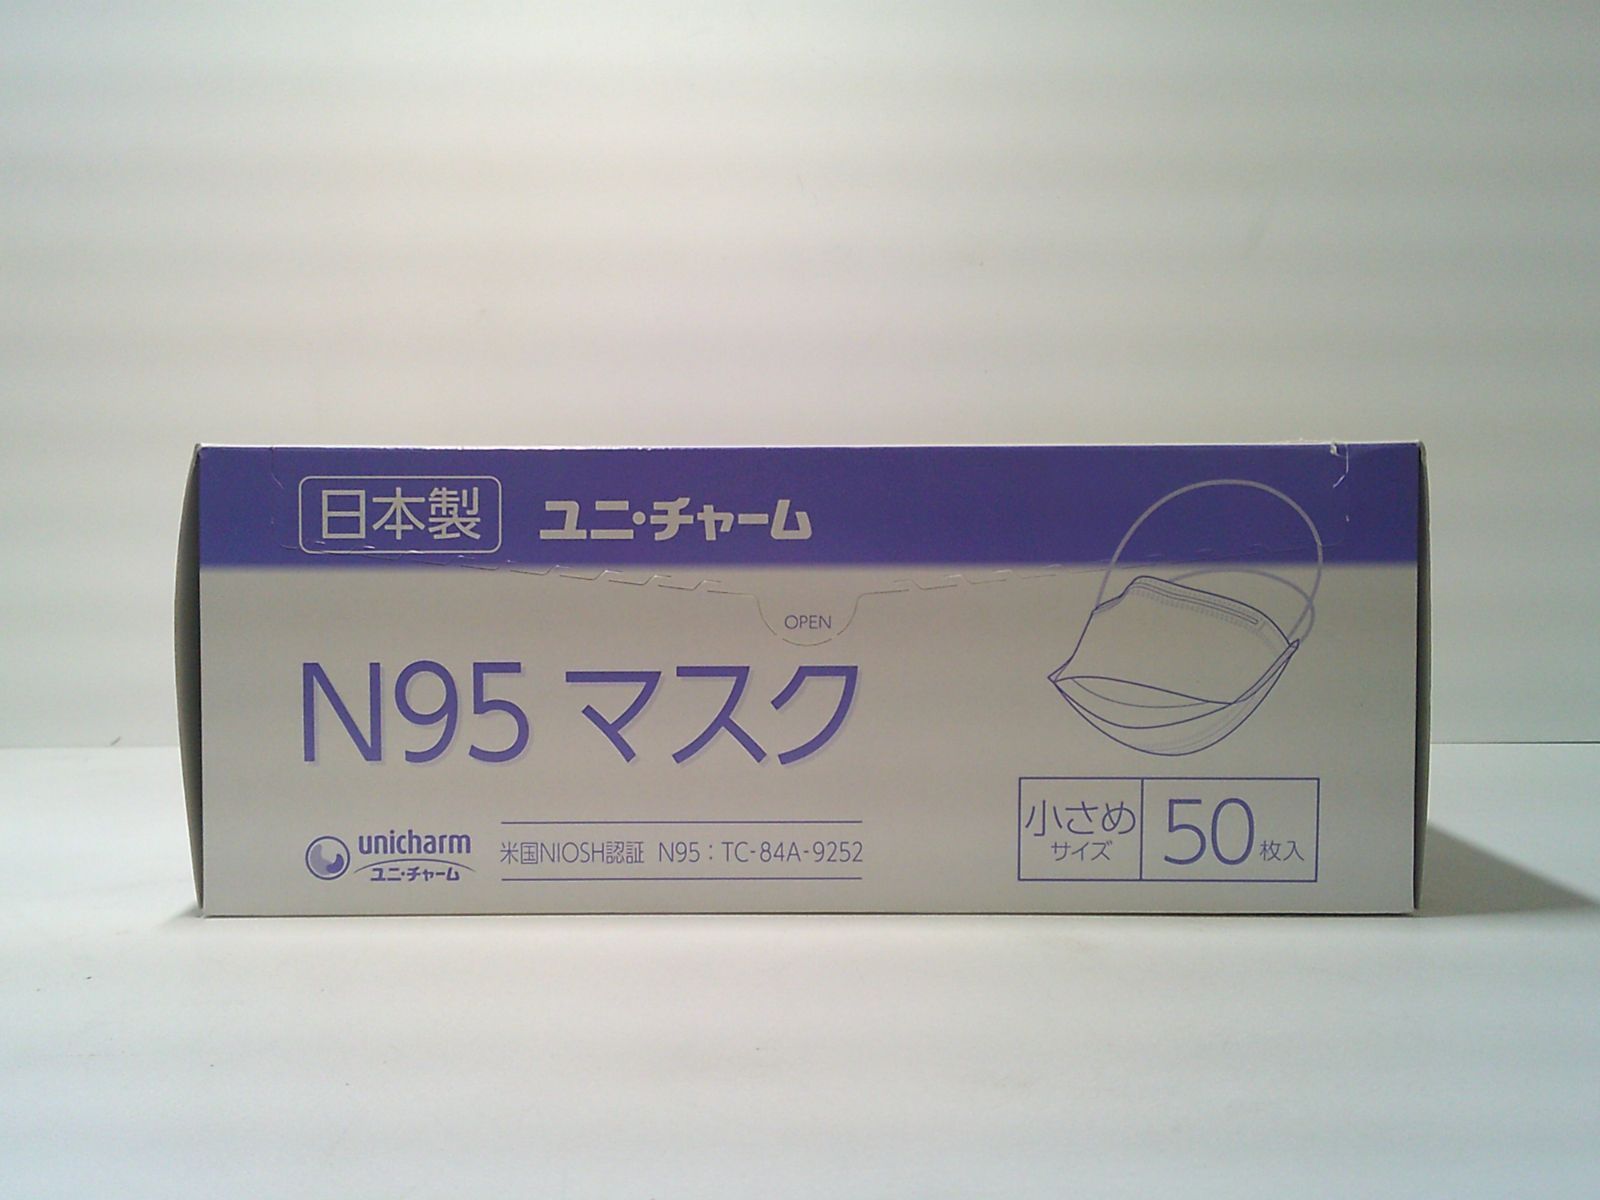 日本製 ユニ・チャーム
OPEN
N95 マスク
unicharm
ユニ・チャーム
米国NIOSH認証 N95：TC-84A-9252
小さめ
サイズ
50枚入